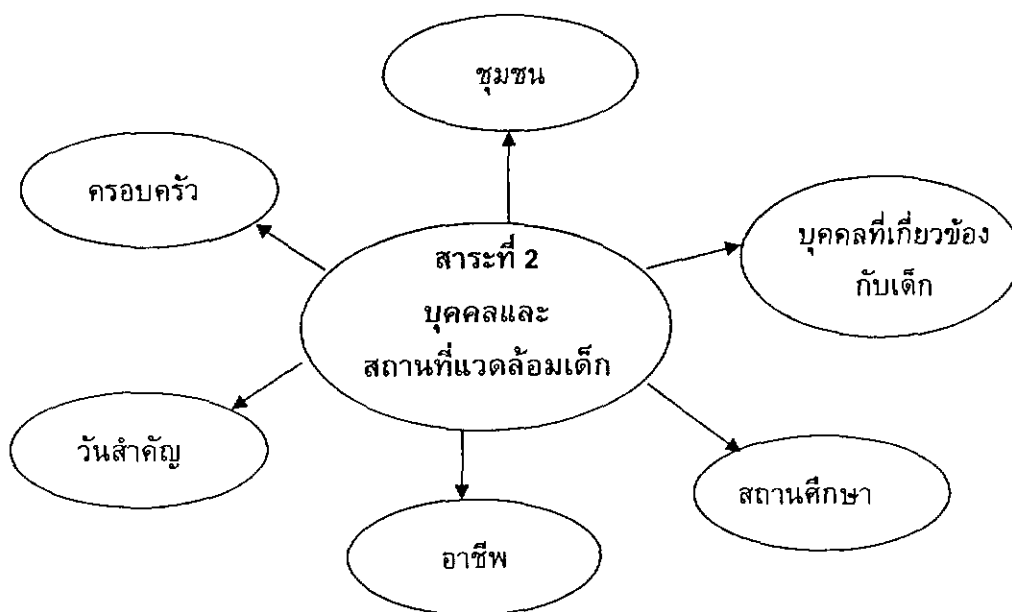 ชุมชน
ครอบครัว
บุคคลที่เกี่ยวข้อง
กับเด็ก
สาระที่ 2
บุคคลและ
สถานที่แวดล้อมเด็ก
วันสำคัญ
สถานศึกษา
อาชีพ